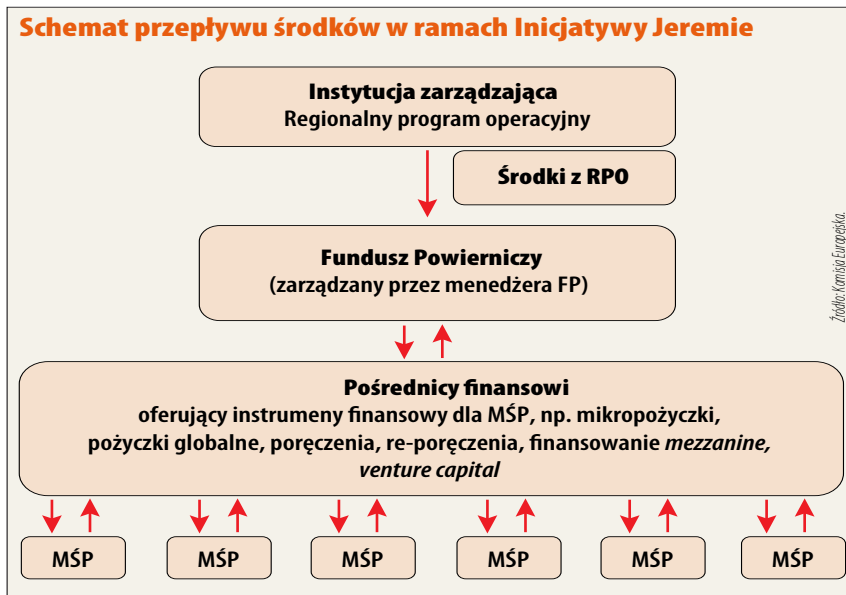 Schemat przepływu środków w ramach Inicjatywy Jeremie
Instytucja zarządzająca
Regionalny program operacyjny
Środki z RPO
Fundusz Powierniczy
(zarządzany przez menedżera FP)
Źródło: Komisja Europejska.
Pośrednicy finansowi
oferujący instrumeny finansowy dla MŚP, np. mikropożyczki,
pożyczki globalne, poręczenia, re-poręczenia, finansowanie mezzanine,
venture capital
MŚP MŚP MŚP MŚP MŚP MŚP